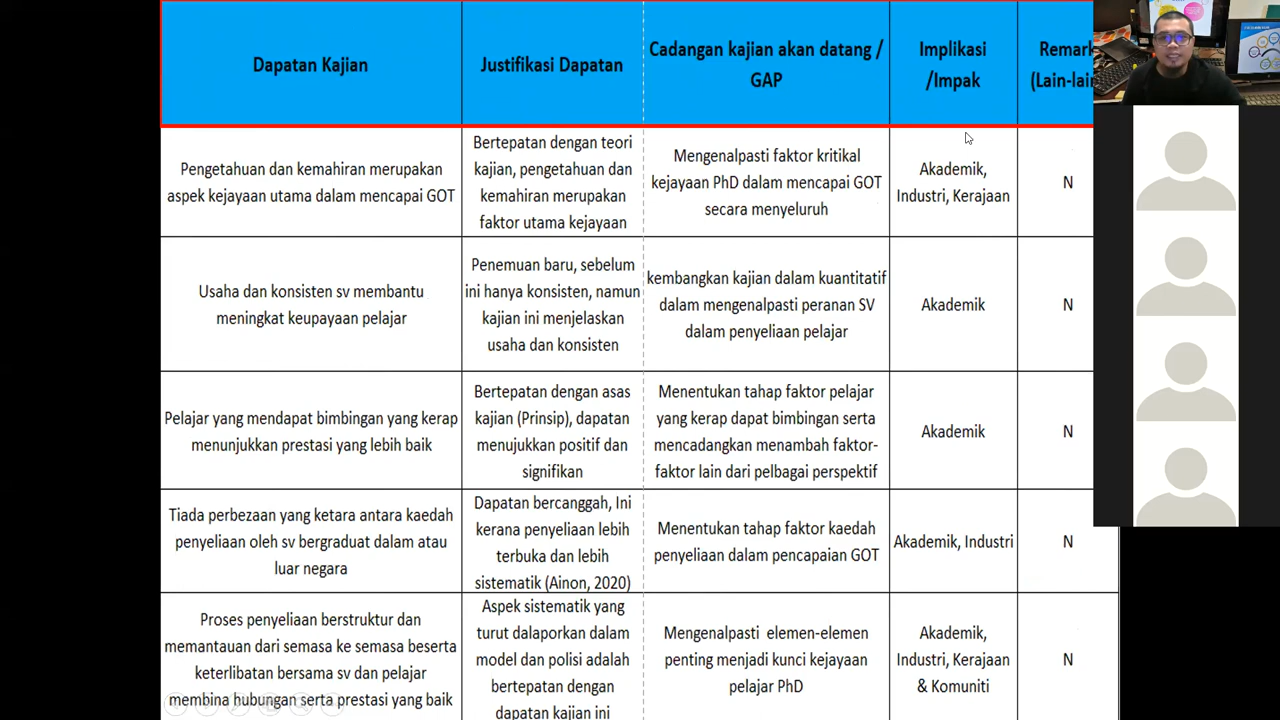 Dapatan Kajian
Justifikasi Dapatan
Cadangan kajian akan datang /
GAP
Implikasi
/Impak
Remark
(Lain-lain
Pengetahuan dan kemahiran merupakan
aspek kejayaan utama dalam mencapai GOT
Bertepatan dengan teori
kajian, pengetahuan dan
kemahiran merupakan
faktor utama kejayaan
Mengenalpasti faktor kritikal
kejayaan PhD dalam mencapai GOT
secara menyeluruh
Akademik,
Industri, Kerajaan
N
Usaha dan konsisten sv membantu
meningkat keupayaan pelajar
Penemuan baru, sebelum
ini hanya konsisten, namun
kajian ini menjelaskan
usaha dan konsisten
kembangkan kajian dalam kuantitatif
dalam mengenalpasti peranan SV
dalam penyeliaan pelajar
Akademik
N
Pelajar yang mendapat bimbingan yang kerap
menunjukkan prestasi yang lebih baik
Bertepatan dengan asas
kajian (Prinsip), dapatan
menujukkan positif dan
signifikan
Menentukan tahap faktor pelajar
yang kerap dapat bimbingan serta
mencadangkan menambah faktor-
faktor lain dari pelbagai perspektif
Akademik
N
Tiada perbezaan yang ketara antara kaedah
penyeliaan oleh sv bergraduat dalam atau
luar negara
Dapatan bercanggah, Ini
kerana penyeliaan lebih
terbuka dan lebih
sistematik (Ainon, 2020)
Menentukan tahap faktor kaedah
penyeliaan dalam pencapaian GOT
Akademik, Industri
N
Proses penyeliaan berstruktur dan
memantauan dari semasa ke semasa beserta
keterlibatan bersama sv dan pelajar
membina hubungan serta prestasi yang baik
Aspek sistematik yang
turut dalaporkan dalam
model dan polisi adalah
bertepatan dengan
dapatan kajian ini
Mengenalpasti elemen-elemen
penting menjadi kunci kejayaan
pelajar PhD
Akademik,
Industri, Kerajaan
& Komuniti
N